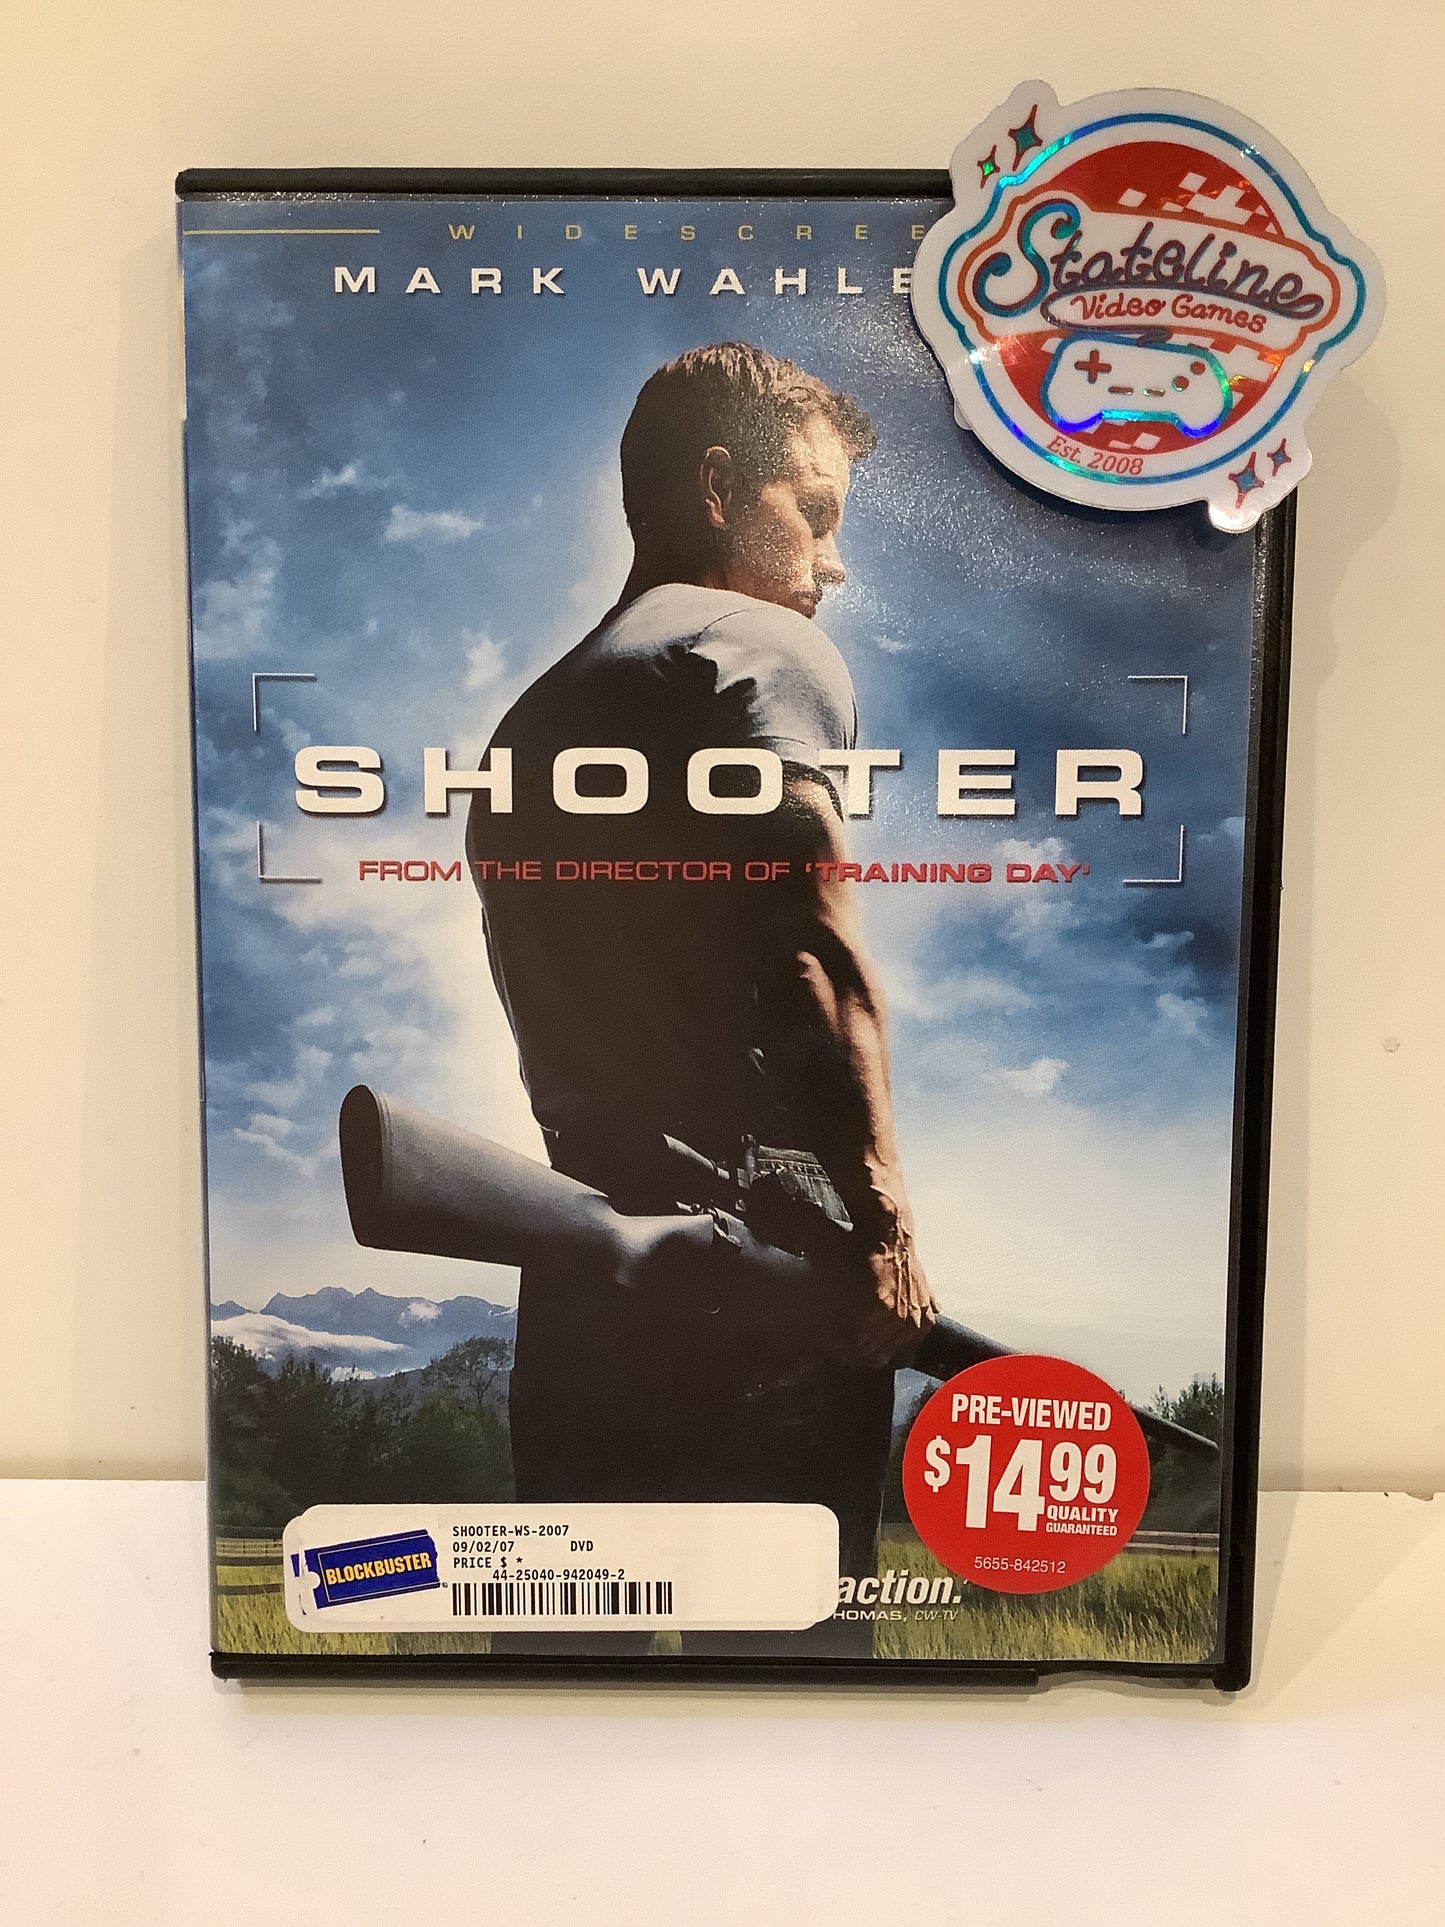 WIDESCREE
MARK WAHLE
Stateline
Video Games
Est. 2008
SHOOTER
FROM THE DIRECTOR OF 'TRAINING DAY'
PRE-VIEWED
$14.99
QUALITY
GUARANTEED
5655-842512
BLOCKBUSTER
SHOOTER-WS-2007
09/02/07 DVD
PRICE $ *
44-25040-942049-2
action.
HOMAS, CW-TV